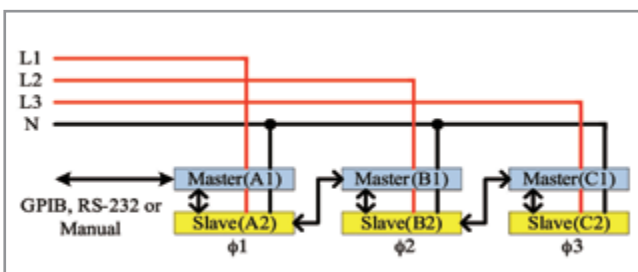 L1
L2
L3
N
Master(A1) Master(B1) Master(C1)
GPIB, RS-232 or
Manual
Slave(A2) Slave(B2) Slave(C2)
ϕ1 ϕ2 ϕ3